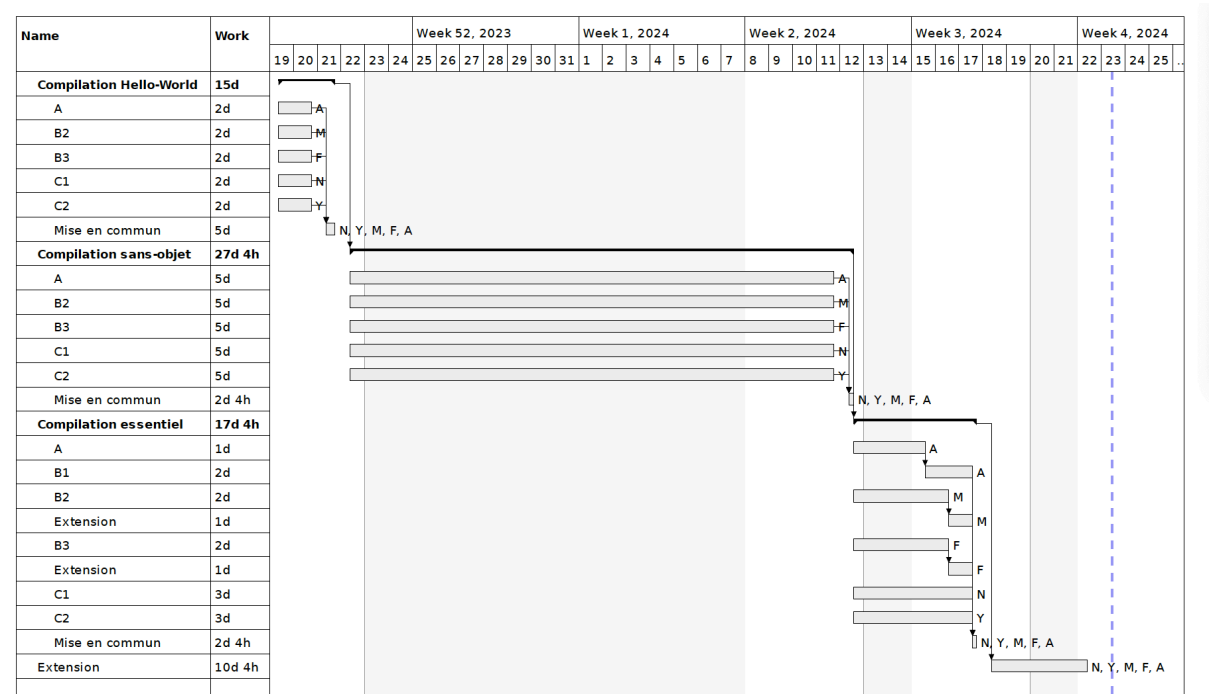 Name Work Week 52, 2023 Week 1, 2024 Week 2, 2024 Week 3, 2024 Week 4, 2024
19 20 21 22 23 24 25 26 27 28 29 30 31 1 2 3 4 5 6 7 8 9 10 11 12 13 14 15 16 17 18 19 20 21 22 23 24 25 ..
Compilation Hello-World 15d
A 2d A
B2 2d M
B3 2d F
C1 2d N
C2 2d Y
Mise en commun 5d N, Y, M, F, A
Compilation sans-objet 27d 4h
A 5d A
B2 5d M
B3 5d F
C1 5d N
C2 5d Y
Mise en commun 2d 4h N, Y, M, F, A
Compilation essentiel 17d 4h
A 1d A
B1 2d A
B2 2d M
Extension 1d M
B3 2d F
Extension 1d F
C1 3d N
C2 3d Y
Mise en commun 2d 4h N, Y, M, F, A
Extension 10d 4h N, Y, M, F, A